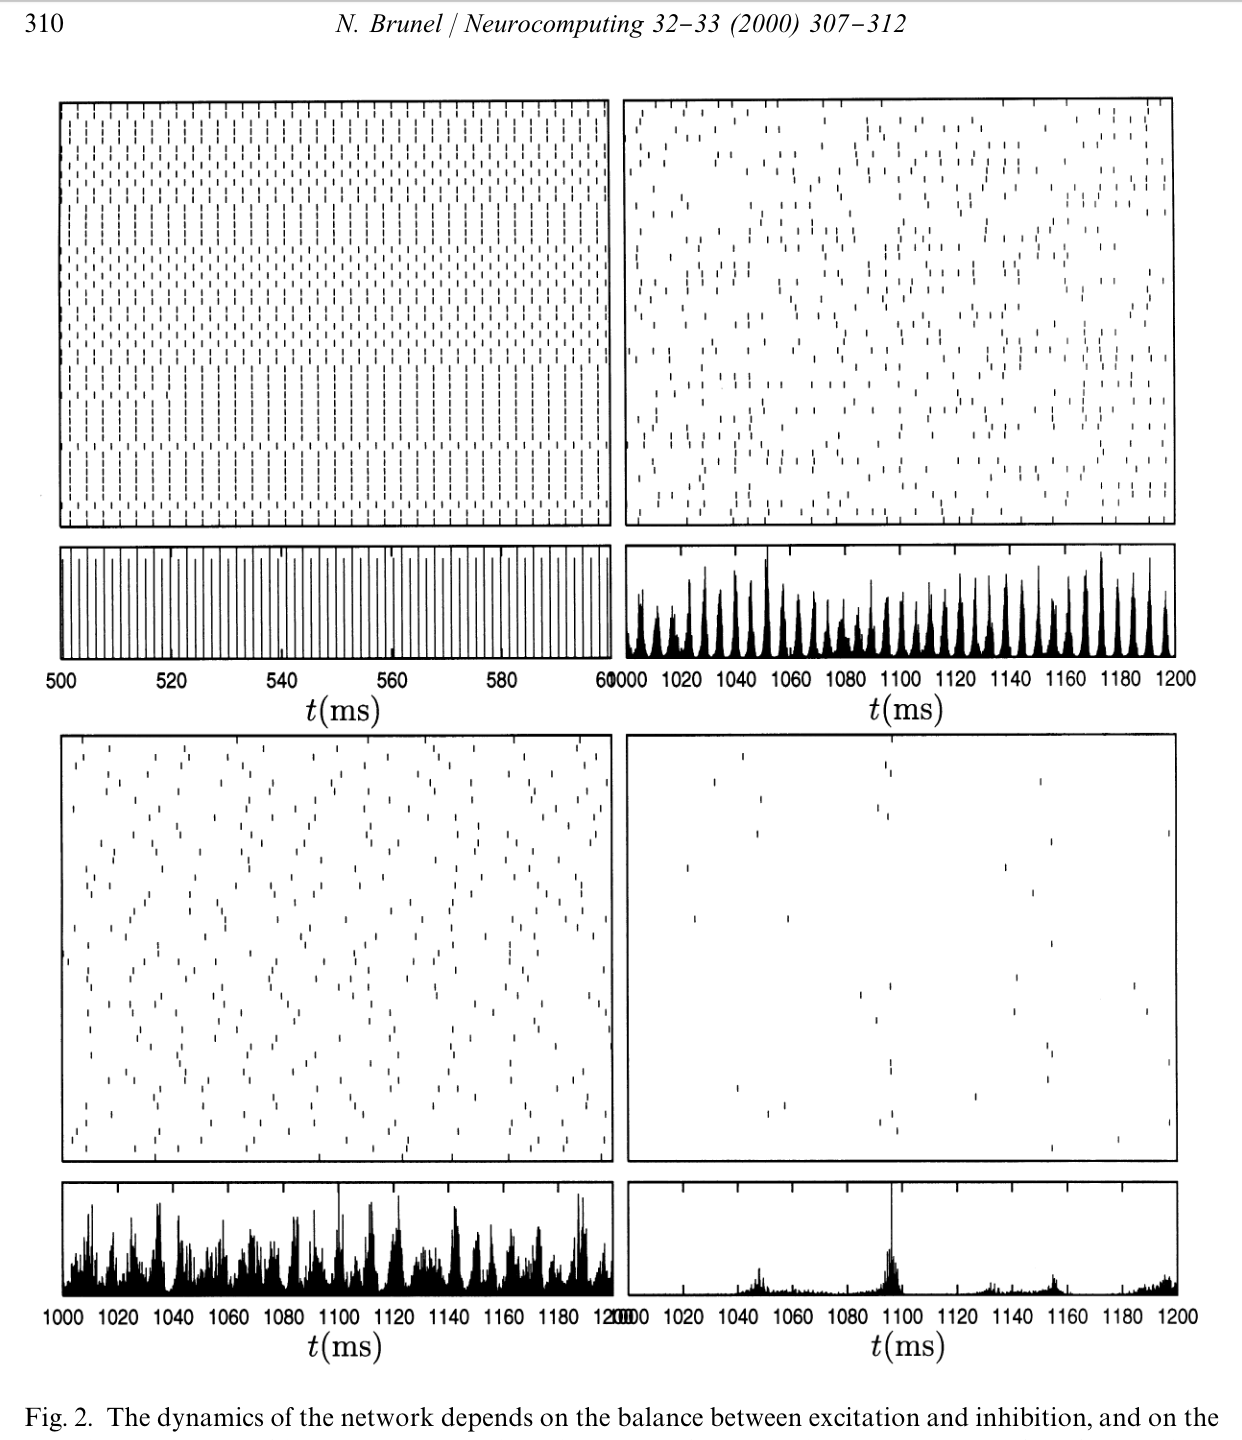 310 N. Brunel / Neurocomputing 32–33 (2000) 307–312
500 520 540 560 580 60
1000 1020 1040 1060 1080 1100 1120 1140 1160 1180 1200
t(ms) t(ms)
1000 1020 1040 1060 1080 1100 1120 1140 1160 1180 1200
1000 1020 1040 1060 1080 1100 1120 1140 1160 1180 1200
t(ms) t(ms)
Fig. 2. The dynamics of the network depends on the balance between excitation and inhibition, and on the